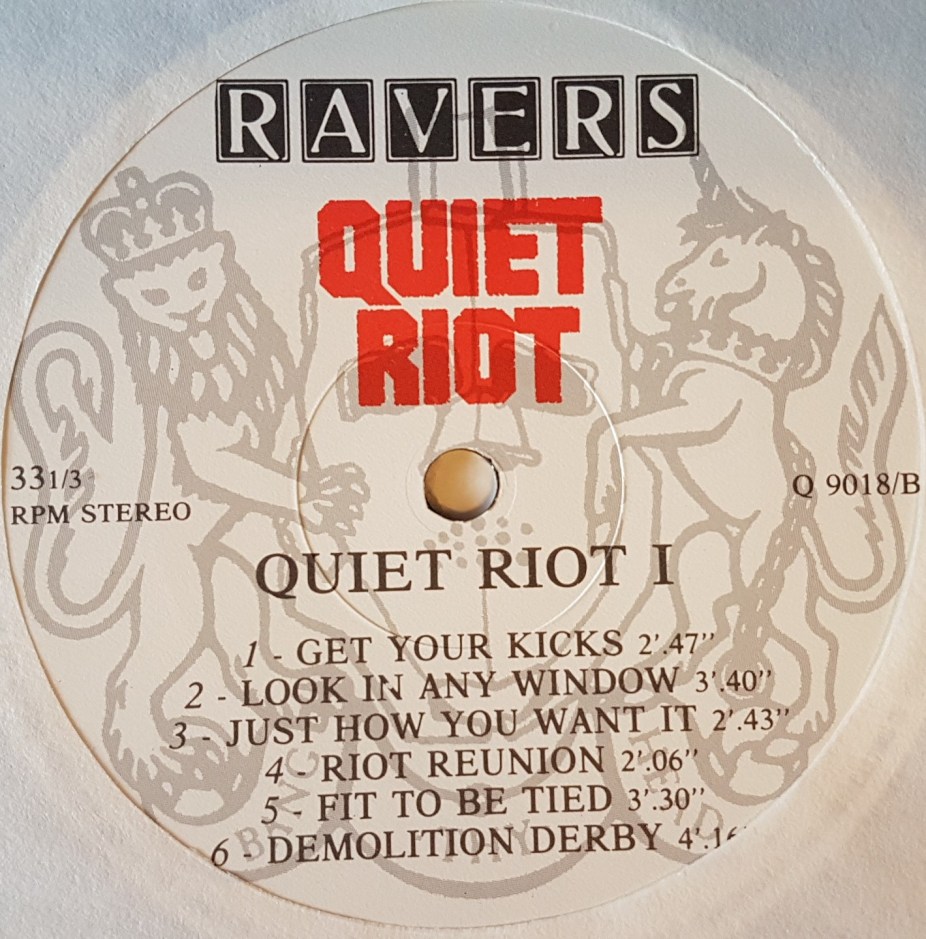 RAVERS
QUIET
RIOT
33 1/3
RPM STEREO
Q 9018/B
QUIET RIOT I
1 - GET YOUR KICKS 2'.47"
2 - LOOK IN ANY WINDOW 3'.40"
3 - JUST HOW YOU WANT IT 2'.43"
4 - RIOT REUNION 2'.06"
5 - FIT TO BE TIED 3'.30"
6 - DEMOLITION DERBY